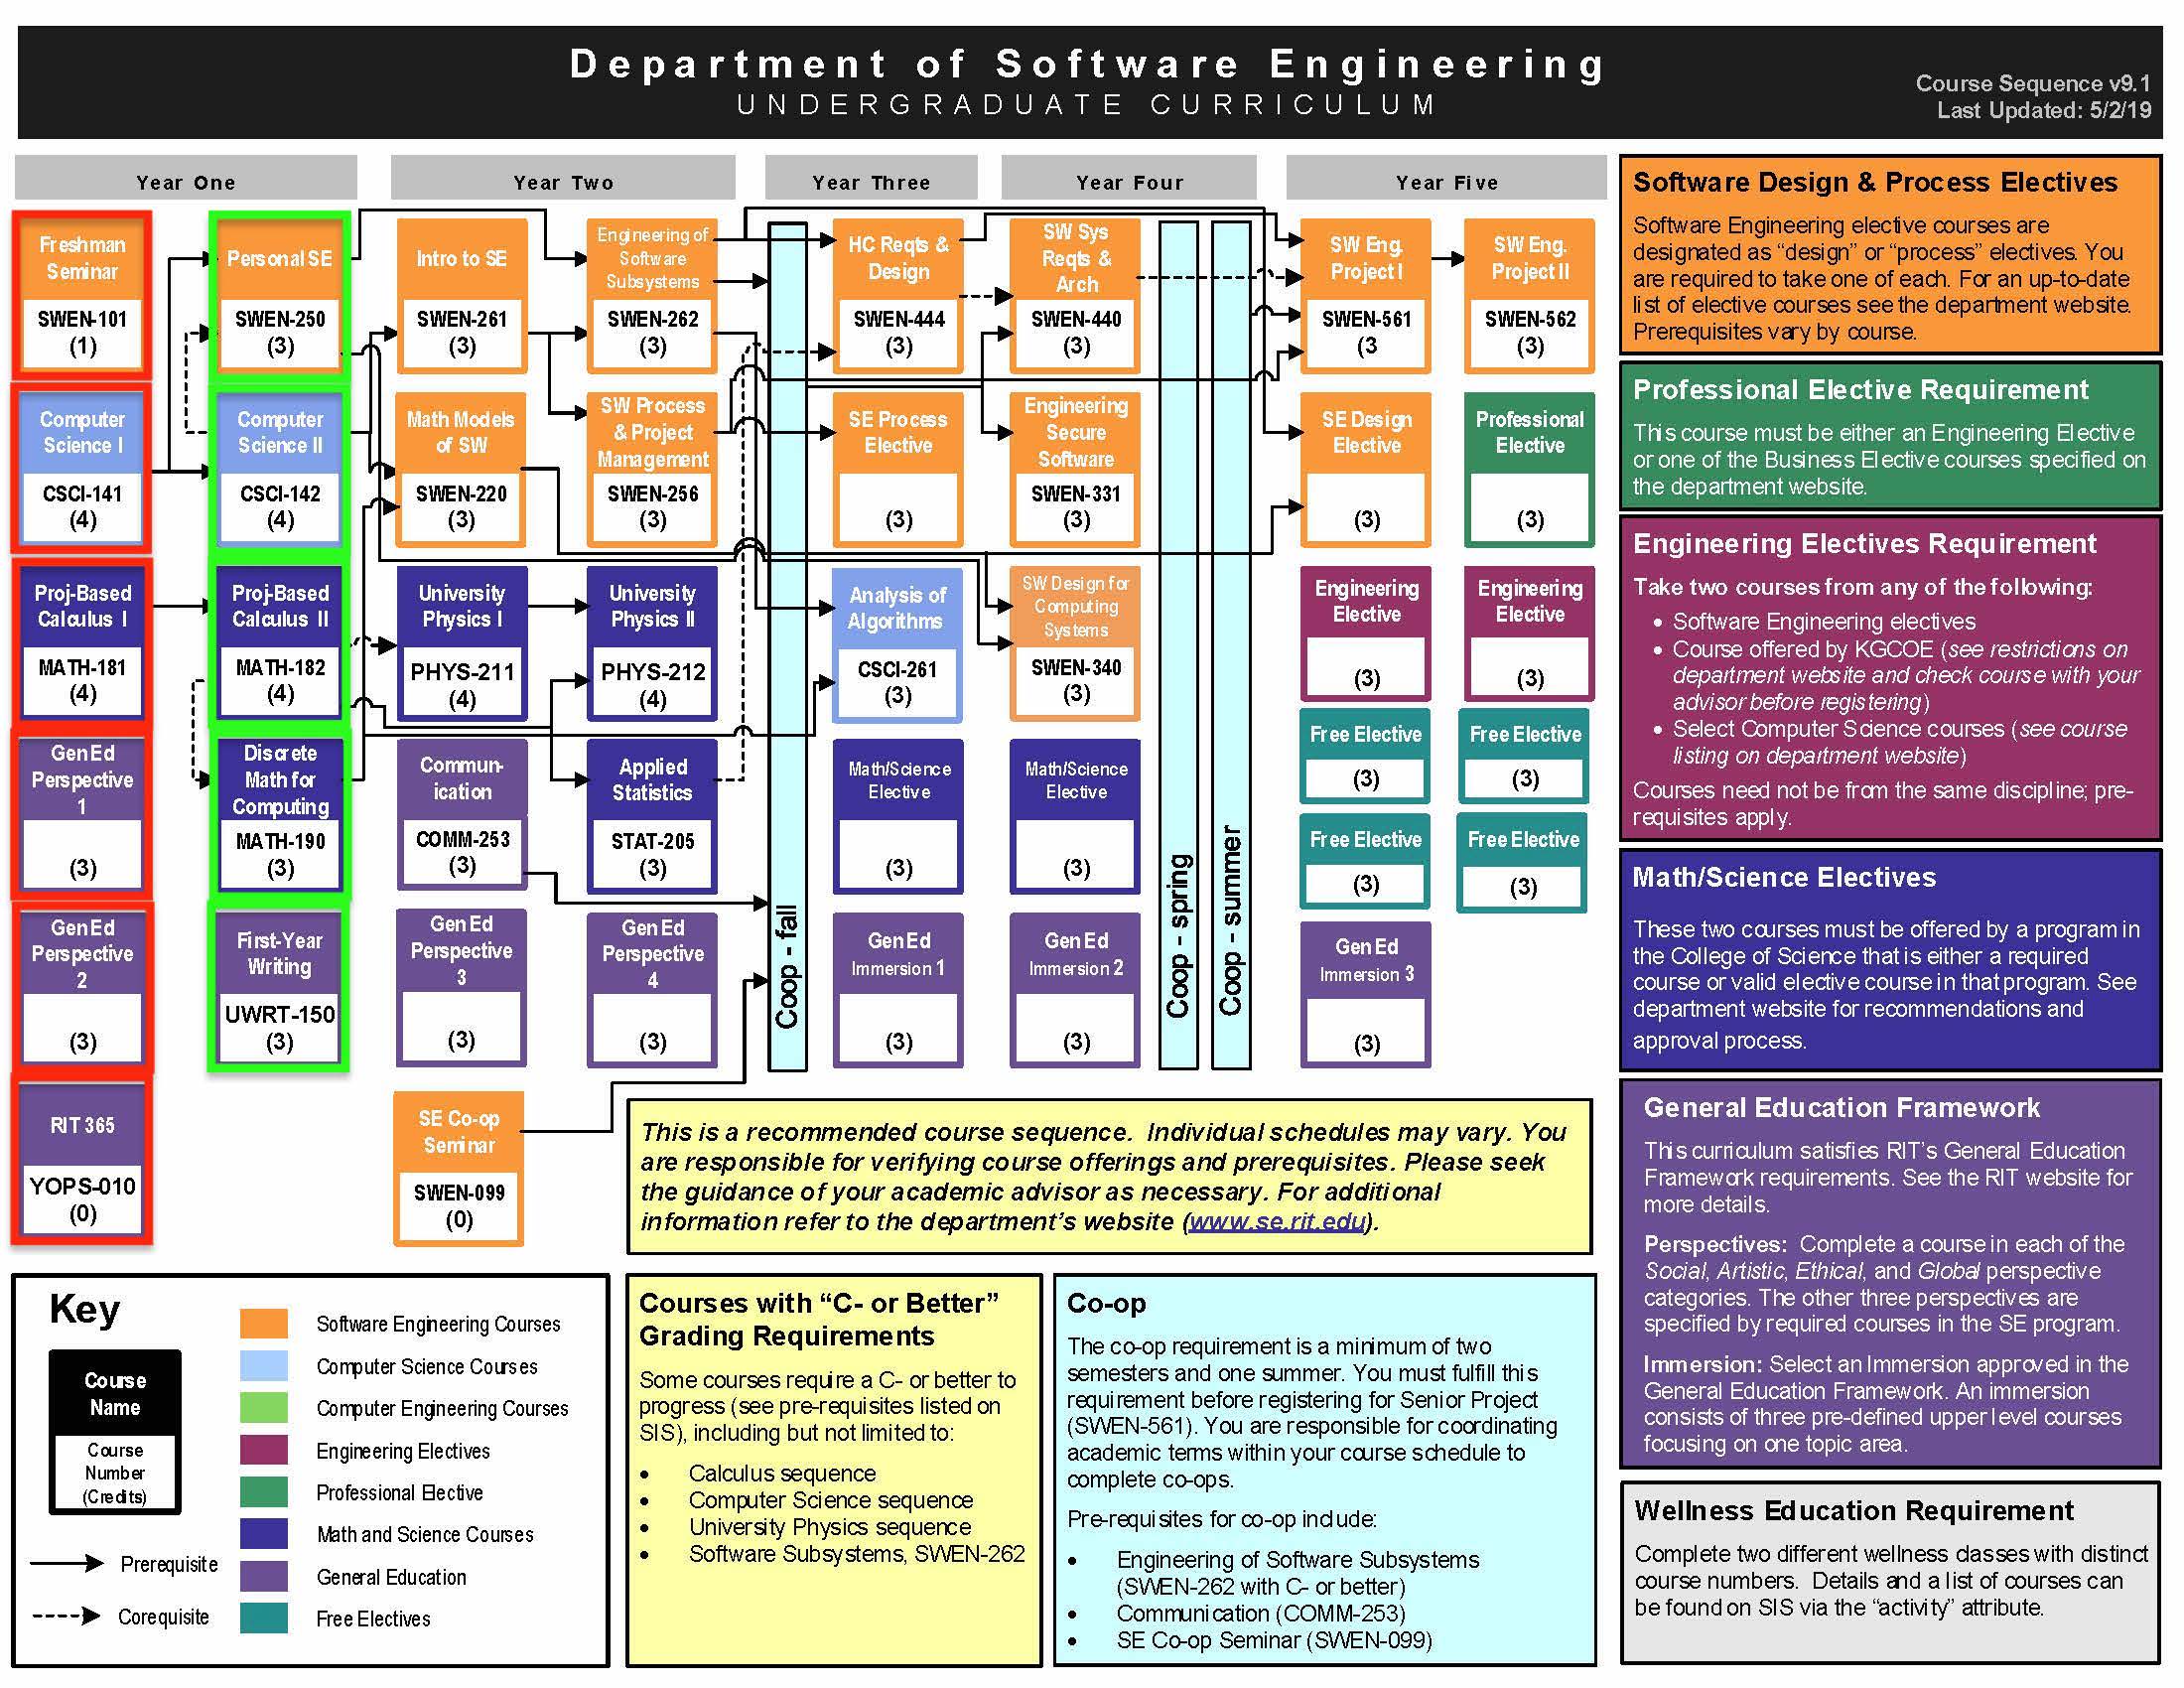 Department of Software Engineering
UNDERGRADUATE CURRICULUM
Course Sequence v9.1
Last Updated: 5/2/19
Year One
Year Two
Year Three
Year Four
Year Five
Freshman
Seminar
SWEN-101
(1)
Computer
Science I
CSCI-141
(4)
Proj-Based
Calculus I
MATH-181
(4)
Gen Ed
Perspective
1
(3)
Gen Ed
Perspective
2
(3)
RIT 365
YOPS-010
(0)
Personal SE
SWEN-250
(3)
Computer
Science II
CSCI-142
(4)
Proj-Based
Calculus II
MATH-182
(4)
Discrete
Math for
Computing
MATH-190
(3)
First-Year
Writing
UWRT-150
(3)
Intro to SE
SWEN-261
(3)
Math Models
of SW
SWEN-220
(3)
University
Physics I
PHYS-211
(4)
Commun-
ication
COMM-253
(3)
Gen Ed
Perspective
3
(3)
SE Co-op
Seminar
SWEN-099
(0)
Engineering of
Software
Subsystems
SWEN-262
(3)
SW Process
& Project
Management
SWEN-256
(3)
University
Physics II
PHYS-212
(4)
Applied
Statistics
STAT-205
(3)
Gen Ed
Perspective
4
(3)
Coop - fall
HC Reqts &
Design
SWEN-444
(3)
SE Process
Elective
(3)
Analysis of
Algorithms
CSCI-261
(3)
Math/Science
Elective
(3)
Gen Ed
Immersion 1
(3)
SW Sys
Reqts &
Arch
SWEN-440
(3)
Engineering
Secure
Software
SWEN-331
(3)
SW Design for
Computing
Systems
SWEN-340
(3)
Math/Science
Elective
(3)
Gen Ed
Immersion 2
(3)
Coop - spring
Coop - summer
SW Eng.
Project I
SWEN-561
(3
SE Design
Elective
(3)
Engineering
Elective
(3)
Free Elective
(3)
Free Elective
(3)
Gen Ed
Immersion 3
(3)
SW Eng.
Project II
SWEN-562
(3)
Professional
Elective
(3)
Engineering
Elective
(3)
Free Elective
(3)
Free Elective
(3)
This is a recommended course sequence. Individual schedules may vary. You
are responsible for verifying course offerings and prerequisites. Please seek
the guidance of your academic advisor as necessary. For additional
information refer to the department's website (www.se.rit.edu).
Key
Course
Name
Course
Number
(Credits)
Prerequisite
Corequisite
Software Engineering Courses
Computer Science Courses
Computer Engineering Courses
Engineering Electives
Professional Elective
Math and Science Courses
General Education
Free Electives
Courses with “C- or Better”
Grading Requirements
Some courses require a C- or better to
progress (see pre-requisites listed on
SIS), including but not limited to:
• Calculus sequence
• Computer Science sequence
• University Physics sequence
• Software Subsystems, SWEN-262
Co-op
The co-op requirement is a minimum of two
semesters and one summer. You must fulfill this
requirement before registering for Senior Project
(SWEN-561). You are responsible for coordinating
academic terms within your course schedule to
complete co-ops.
Pre-requisites for co-op include:
• Engineering of Software Subsystems
(SWEN-262 with C- or better)
• Communication (COMM-253)
• SE Co-op Seminar (SWEN-099)
Software Design & Process Electives
Software Engineering elective courses are
designated as “design” or “process” electives. You
are required to take one of each. For an up-to-date
list of elective courses see the department website.
Prerequisites vary by course.
Professional Elective Requirement
This course must be either an Engineering Elective
or one of the Business Elective courses specified on
the department website.
Engineering Electives Requirement
Take two courses from any of the following:
• Software Engineering electives
• Course offered by KGCOE (see restrictions on
department website and check course with your
advisor before registering)
• Select Computer Science courses (see course
listing on department website)
Courses need not be from the same discipline; pre-
requisites apply.
Math/Science Electives
These two courses must be offered by a program in
the College of Science that is either a required
course or valid elective course in that program. See
department website for recommendations and
approval process.
General Education Framework
This curriculum satisfies RIT's General Education
Framework requirements. See the RIT website for
more details.
Perspectives: Complete a course in each of the
Social, Artistic, Ethical, and Global perspective
categories. The other three perspectives are
specified by required courses in the SE program.
Immersion: Select an Immersion approved in the
General Education Framework. An immersion
consists of three pre-defined upper level courses
focusing on one topic area.
Wellness Education Requirement
Complete two different wellness classes with distinct
course numbers. Details and a list of courses can
be found on SIS via the “activity” attribute.